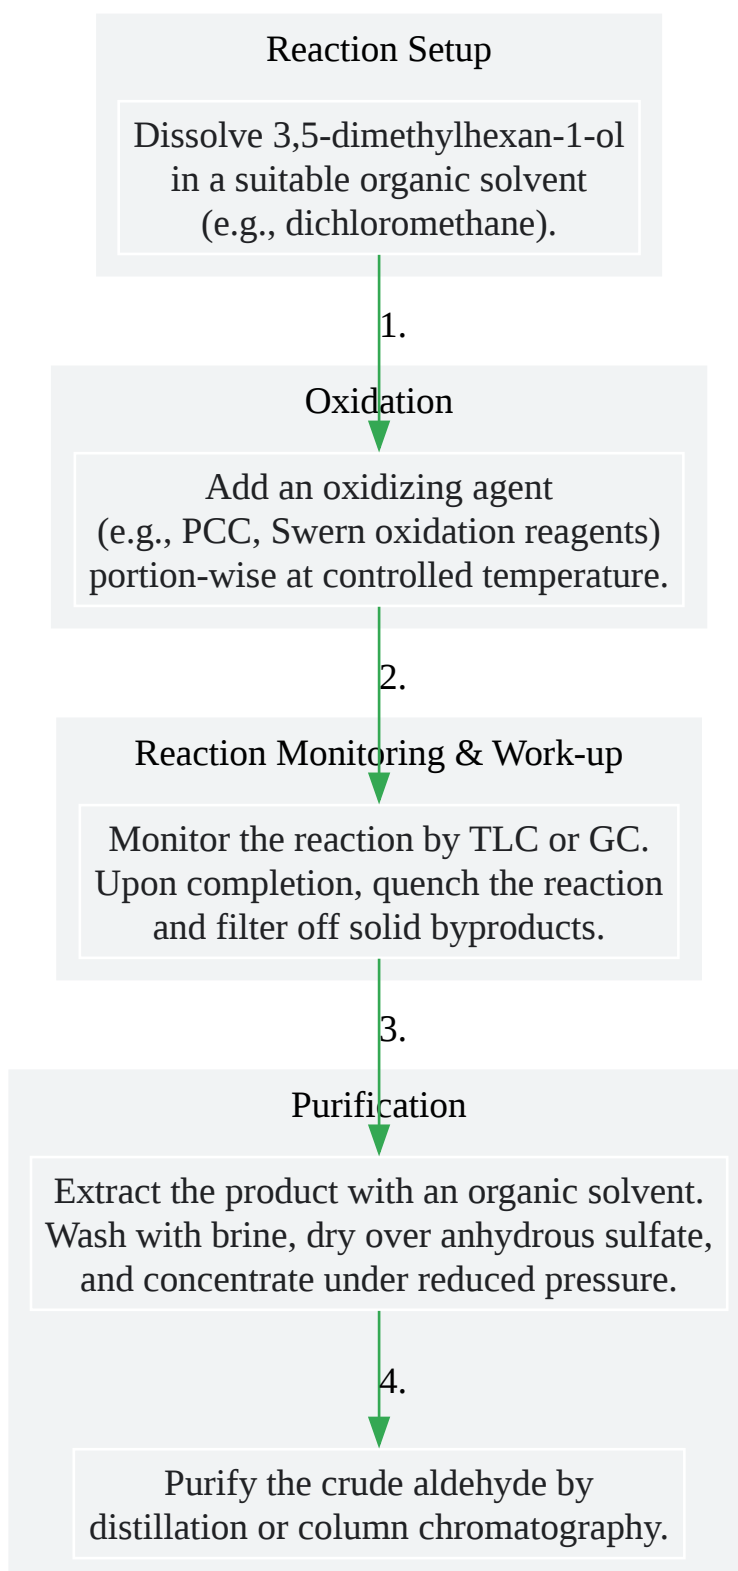 Reaction Setup
Dissolve 3,5-dimethylhexan-1-ol
in a suitable organic solvent
(e.g., dichloromethane).
1.
Oxidation
Add an oxidizing agent
(e.g., PCC, Swern oxidation reagents)
portion-wise at controlled temperature.
2.
Reaction Monitoring & Work-up
Monitor the reaction by TLC or GC.
Upon completion, quench the reaction
and filter off solid byproducts.
3.
Purification
Extract the product with an organic solvent.
Wash with brine, dry over anhydrous sulfate,
and concentrate under reduced pressure.
4.
Purify the crude aldehyde by
distillation or column chromatography.